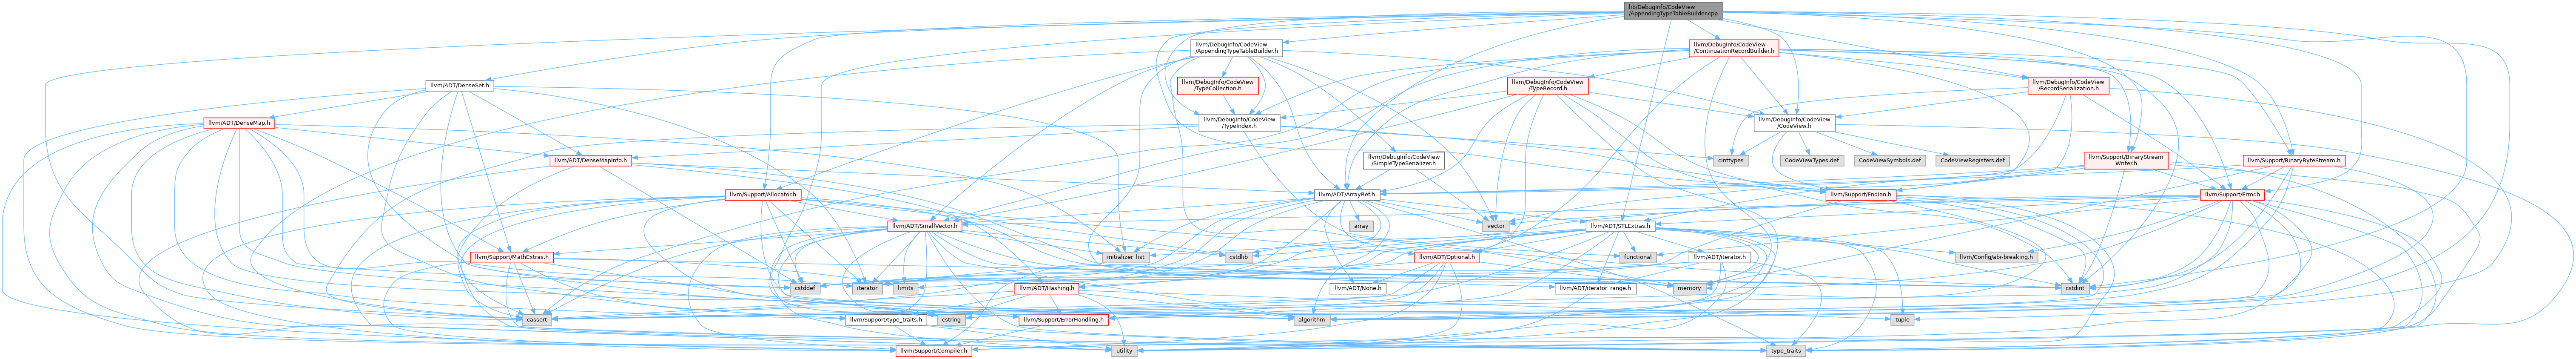 lib/DebugInfo/CodeView
/AppendingTypeTableBuilder.cpp
llvm/DebugInfo/CodeView
/AppendingTypeTableBuilder.h
llvm/DebugInfo/CodeView
/ContinuationRecordBuilder.h
llvm/ADT/DenseSet.h
llvm/DebugInfo/CodeView
/TypeCollection.h
llvm/DebugInfo/CodeView
/TypeRecord.h
llvm/DebugInfo/CodeView
/RecordSerialization.h
llvm/ADT/DenseMap.h
llvm/DebugInfo/CodeView
/TypeIndex.h
llvm/DebugInfo/CodeView
/CodeView.h
llvm/ADT/DenseMapInfo.h
llvm/DebugInfo/CodeView
/SimpleTypeSerializer.h
cinttypes
CodeViewTypes.def
CodeViewSymbols.def
CodeViewRegisters.def
llvm/Support/BinaryStream
Writer.h
llvm/Support/BinaryByteStream.h
llvm/Support/Allocator.h
llvm/ADT/ArrayRef.h
llvm/Support/Endian.h
llvm/Support/Error.h
llvm/ADT/SmallVector.h
array
vector
llvm/ADT/STLExtras.h
llvm/Support/MathExtras.h
initializer_list
cstdlib
llvm/ADT/Optional.h
functional
llvm/ADT/iterator.h
llvm/Config/abi-breaking.h
cstddef
iterator
limits
llvm/ADT/Hashing.h
llvm/ADT/None.h
llvm/ADT/iterator_range.h
memory
cstdint
cassert
llvm/Support/type_traits.h
cstring
llvm/Support/ErrorHandling.h
algorithm
tuple
llvm/Support/Compiler.h
utility
type_traits